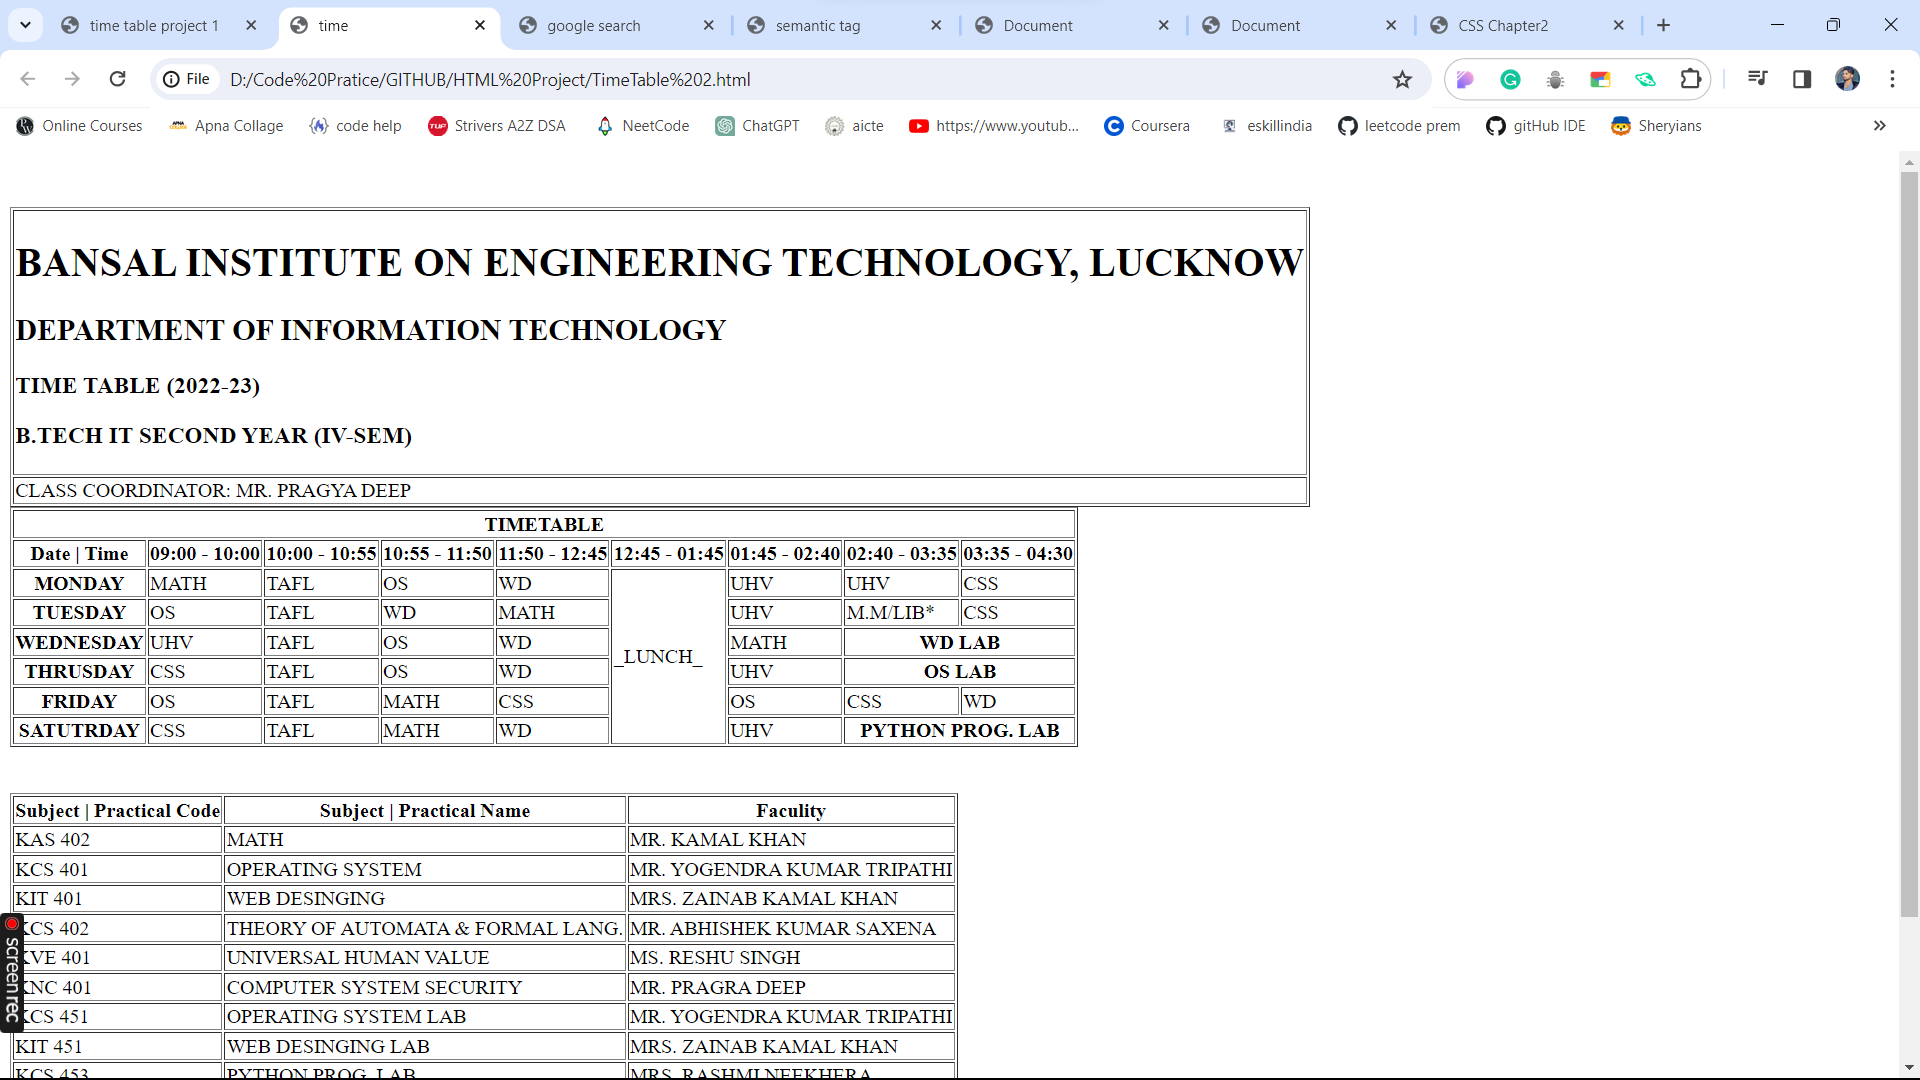 time table project 1
time
google search
semantic tag
Document
Document
CSS Chapter2
File D:/Code%20Pratice/GITHUB/HTML%20Project/TimeTable%202.html
Online Courses Apna Collage code help TUF Strivers A2Z DSA NeetCode ChatGPT aicte https://www.youtub... Coursera eskillindia leetcode prem gitHub IDE Sheryians
BANSAL INSTITUTE ON ENGINEERING TECHNOLOGY, LUCKNOW
DEPARTMENT OF INFORMATION TECHNOLOGY
TIME TABLE (2022-23)
B.TECH IT SECOND YEAR (IV-SEM)
CLASS COORDINATOR: MR. PRAGYA DEEP
TIMETABLE
Date | Time 09:00 - 10:00 10:00 - 10:55 10:55 - 11:50 11:50 - 12:45 12:45 - 01:45 01:45 - 02:40 02:40 - 03:35 03:35 - 04:30
MONDAY MATH TAFL OS WD UHV UHV CSS
TUESDAY OS TAFL WD MATH UHV M.M/LIB* CSS
WEDNESDAY UHV TAFL OS WD MATH WD LAB
_LUNCH_
THRUSDAY CSS TAFL OS WD UHV OS LAB
FRIDAY OS TAFL MATH CSS OS CSS WD
SATUTRDAY CSS TAFL MATH WD UHV PYTHON PROG. LAB
Subject | Practical Code Subject | Practical Name Faculity
KAS 402 MATH MR. KAMAL KHAN
KCS 401 OPERATING SYSTEM MR. YOGENDRA KUMAR TRIPATHI
KIT 401 WEB DESINGING MRS. ZAINAB KAMAL KHAN
KCS 402 THEORY OF AUTOMATA & FORMAL LANG. MR. ABHISHEK KUMAR SAXENA
KVE 401 UNIVERSAL HUMAN VALUE MS. RESHU SINGH
KNC 401 COMPUTER SYSTEM SECURITY MR. PRAGRA DEEP
KCS 451 OPERATING SYSTEM LAB MR. YOGENDRA KUMAR TRIPATHI
KIT 451 WEB DESINGING LAB MRS. ZAINAB KAMAL KHAN
KCS 453 PYTHON PROG. LAB MRS. RASHMI NEEKHERA
screenrec